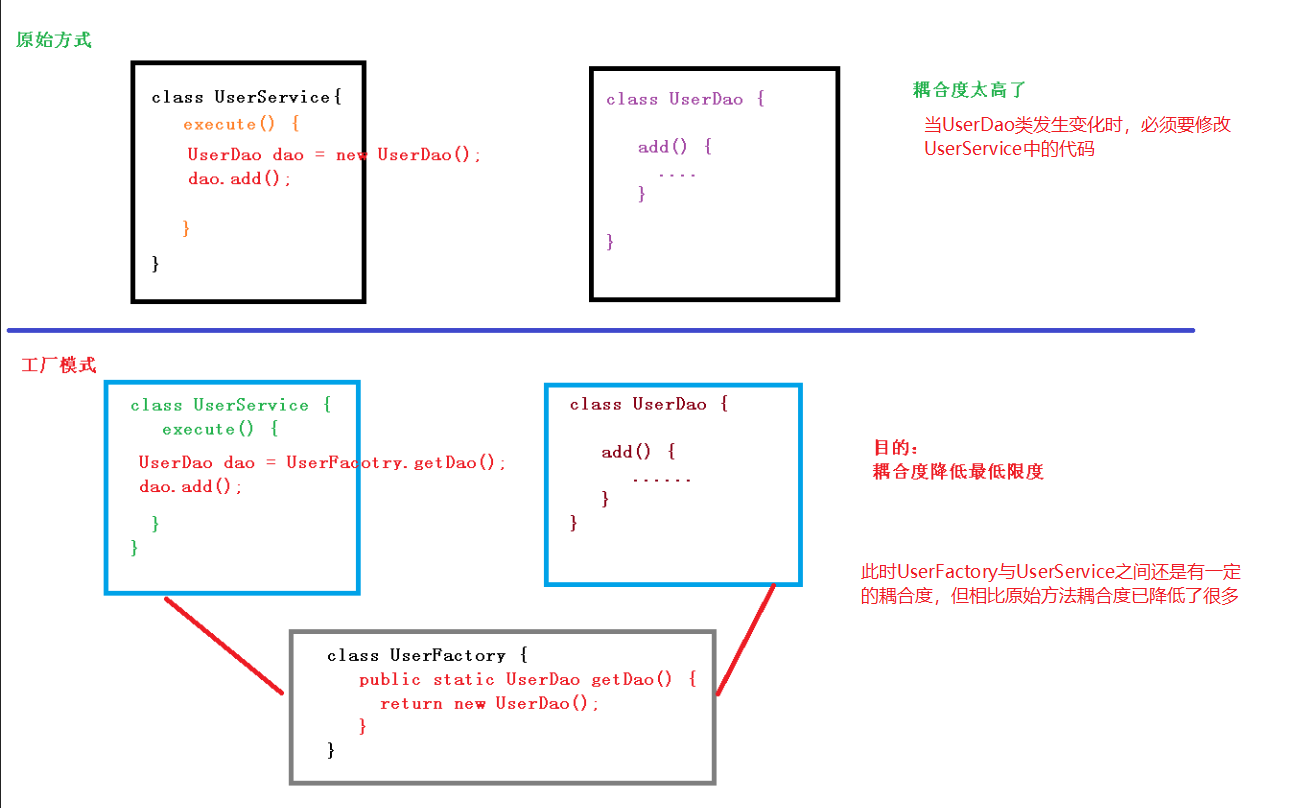 原始方式
class UserService{
execute() {
UserDao dao = new UserDao();
dao.add();
}
}
class UserDao {
add() {
....
}
}
耦合度太高了
当UserDao类发生变化时，必须要修改
UserService中的代码
工厂模式
class UserService {
execute() {
UserDao dao = UserFacotry.getDao();
dao.add();
}
}
class UserDao {
add() {
......
}
}
目的：
耦合度降低最低限度
此时UserFactory与UserService之间还是有一定
的耦合度，但相比原始方法耦合度已降低了很多
class UserFactory {
public static UserDao getDao() {
return new UserDao();
}
}